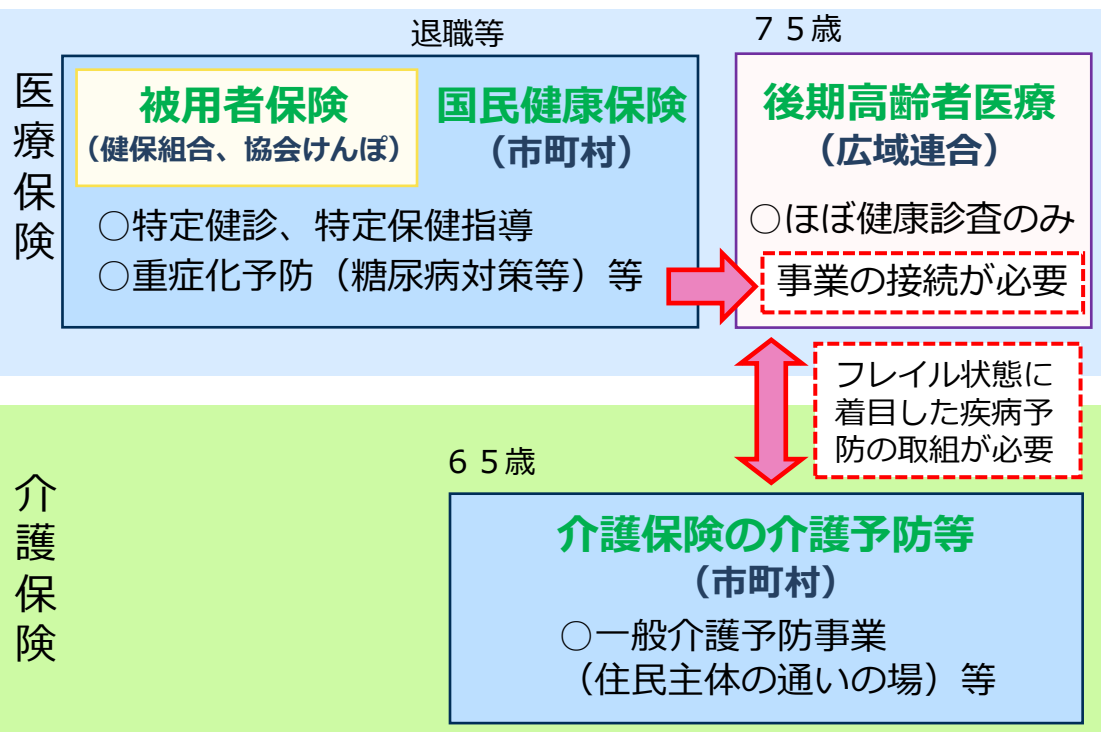 退職等
７５歳
医療保険
被用者保険
（健保組合、協会けんぽ）
国民健康保険
（市町村）
○特定健診、特定保健指導
○重症化予防（糖尿病対策等）等
後期高齢者医療
（広域連合）
○ほぼ健康診査のみ
事業の接続が必要
フレイル状態に
着目した疾病予
防の取組が必要
介護保険
６５歳
介護保険の介護予防等
（市町村）
○一般介護予防事業
（住民主体の通いの場）等